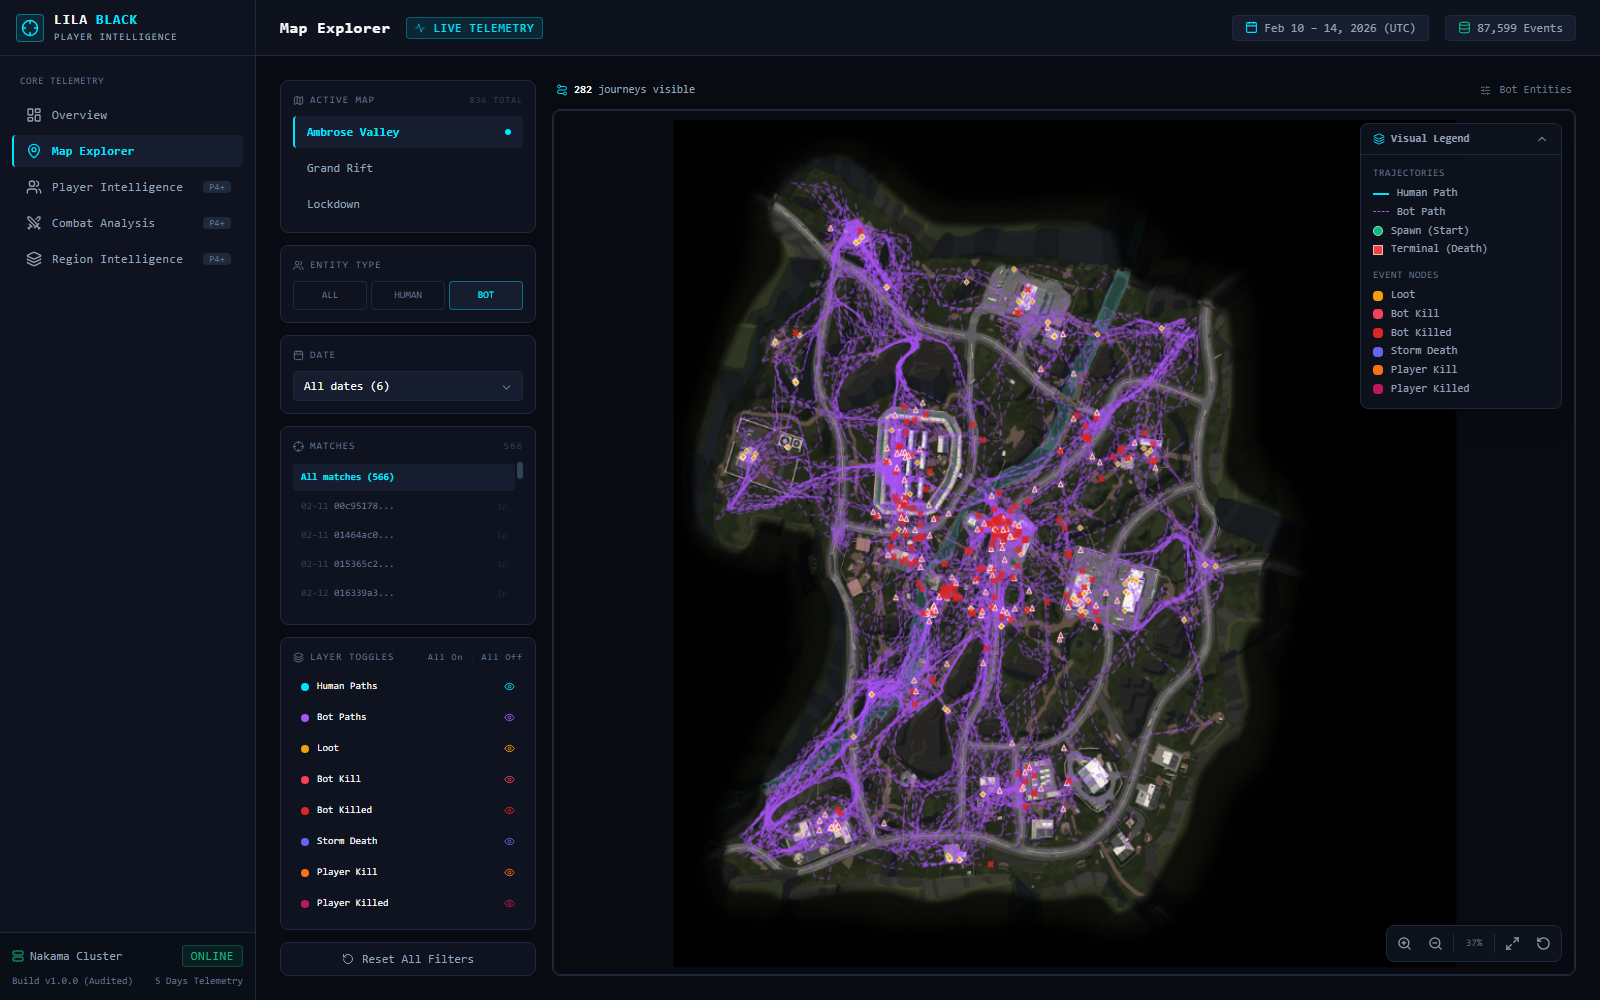 LILA BLACK
PLAYER INTELLIGENCE
CORE TELEMETRY
Overview
Map Explorer
Player Intelligence P4+
Combat Analysis P4+
Region Intelligence P4+
Nakama Cluster ONLINE
Build v1.0.0 (Audited) 5 Days Telemetry
Map Explorer LIVE TELEMETRY
Feb 10 – 14, 2026 (UTC) 87,599 Events
ACTIVE MAP 836 TOTAL
Ambrose Valley
Grand Rift
Lockdown
ENTITY TYPE
ALL HUMAN BOT
DATE
All dates (6)
MATCHES 566
All matches (566)
02-11 00c95178... 1p
02-11 01464ac0... 1p
02-11 015365c2... 1p
02-12 016339a3... 1p
LAYER TOGGLES All On All Off
Human Paths
Bot Paths
Loot
Bot Kill
Bot Killed
Storm Death
Player Kill
Player Killed
Reset All Filters
282 journeys visible Bot Entities
Visual Legend
TRAJECTORIES
Human Path
Bot Path
Spawn (Start)
Terminal (Death)
EVENT NODES
Loot
Bot Kill
Bot Killed
Storm Death
Player Kill
Player Killed
37%